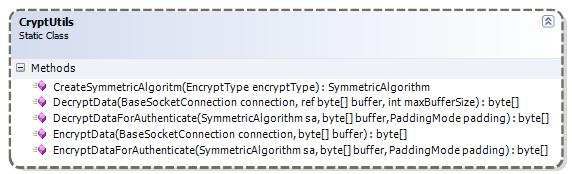 CryptUtils
Static Class
Methods
CreateSymmetricAlgoritm(EncryptType encryptType) : SymmetricAlgorithm
DecryptData(BaseSocketConnection connection, ref byte[] buffer, int maxBufferSize) : byte[]
DecryptDataForAuthenticate(SymmetricAlgorithm sa, byte[] buffer,PaddingMode padding) : byte[]
EncryptData(BaseSocketConnection connection, byte[] buffer) : byte[]
EncryptDataForAuthenticate(SymmetricAlgorithm sa, byte[] buffer, PaddingMode padding) : byte[]